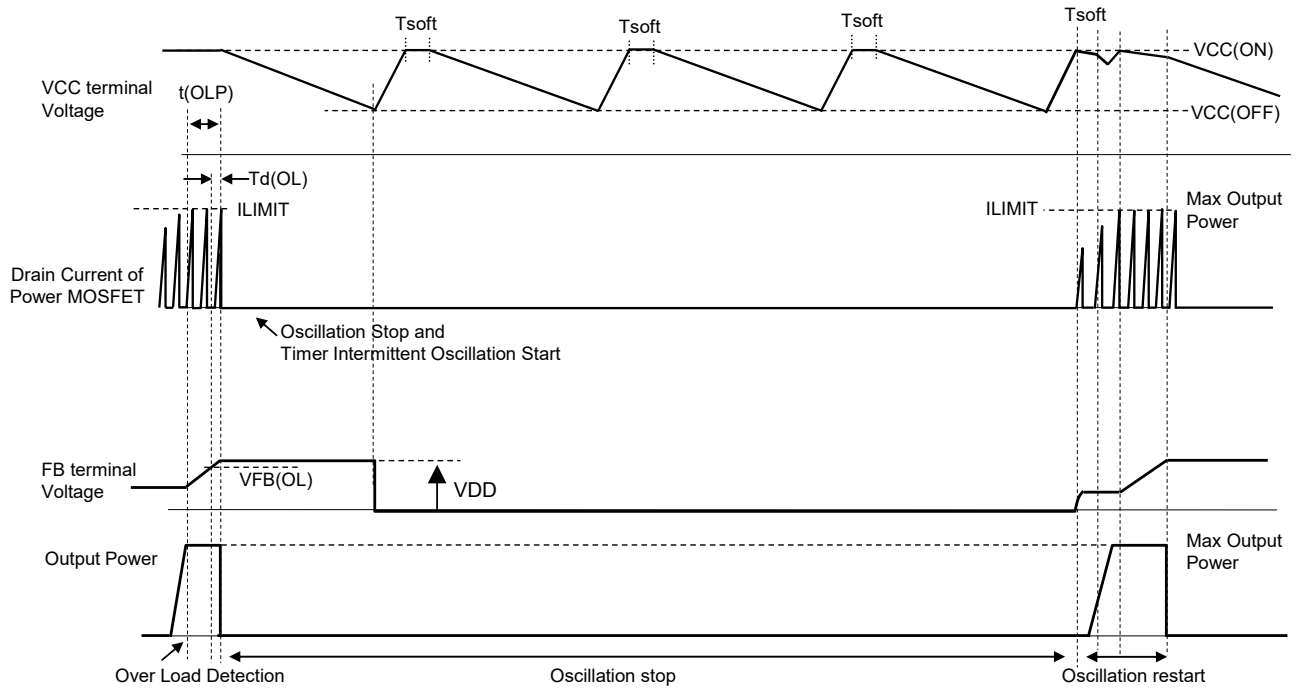 Tsoft
Tsoft
Tsoft
Tsoft
VCC(ON)
VCC terminal
Voltage
t(OLP)
VCC(OFF)
Td(OL)
ILIMIT
ILIMIT
Max Output
Power
Drain Current of
Power MOSFET
Oscillation Stop and
Timer Intermittent Oscillation Start
FB terminal
Voltage
VFB(OL)
VDD
Output Power
Max Output
Power
Over Load Detection
Oscillation stop
Oscillation restart